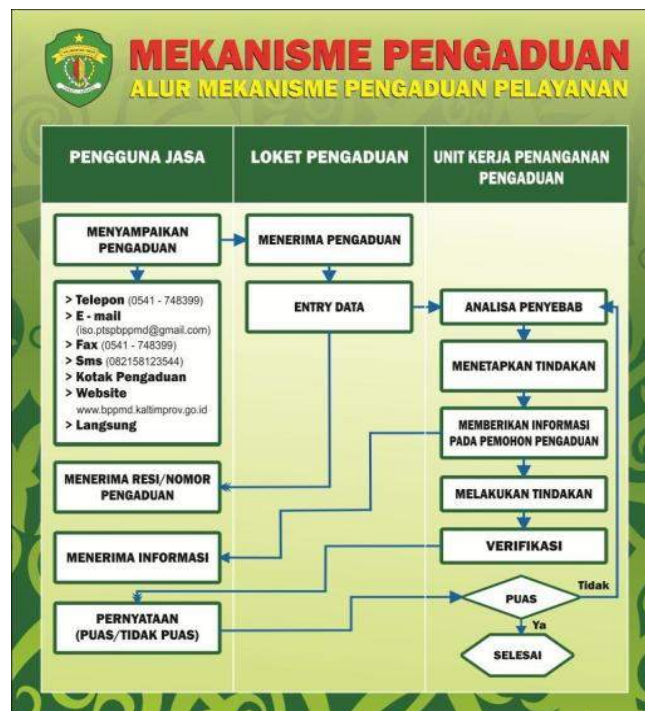 MEKANISME PENGADUAN
ALUR MEKANISME PENGADUAN PELAYANAN
PENGGUNA JASA
LOKET PENGADUAN
UNIT KERJA PENANGANAN
PENGADUAN
MENYAMPAIKAN
PENGADUAN
MENERIMA PENGADUAN
> Telepon (0541 - 748399)
> E - mail
(iso.ptspbppmd@gmail.com)
> Fax (0541 - 748399)
> Sms (082158123544)
> Kotak Pengaduan
> Website
www.bppmd.kaltimprov.go.id
> Langsung
ENTRY DATA
ANALISA PENYEBAB
MENETAPKAN TINDAKAN
MEMBERIKAN INFORMASI
PADA PEMOHON PENGADUAN
MENERIMA RESI/NOMOR
PENGADUAN
MELAKUKAN TINDAKAN
MENERIMA INFORMASI
VERIFIKASI
PERNYATAAN
(PUAS/TIDAK PUAS)
PUAS
Tidak
Ya
SELESAI